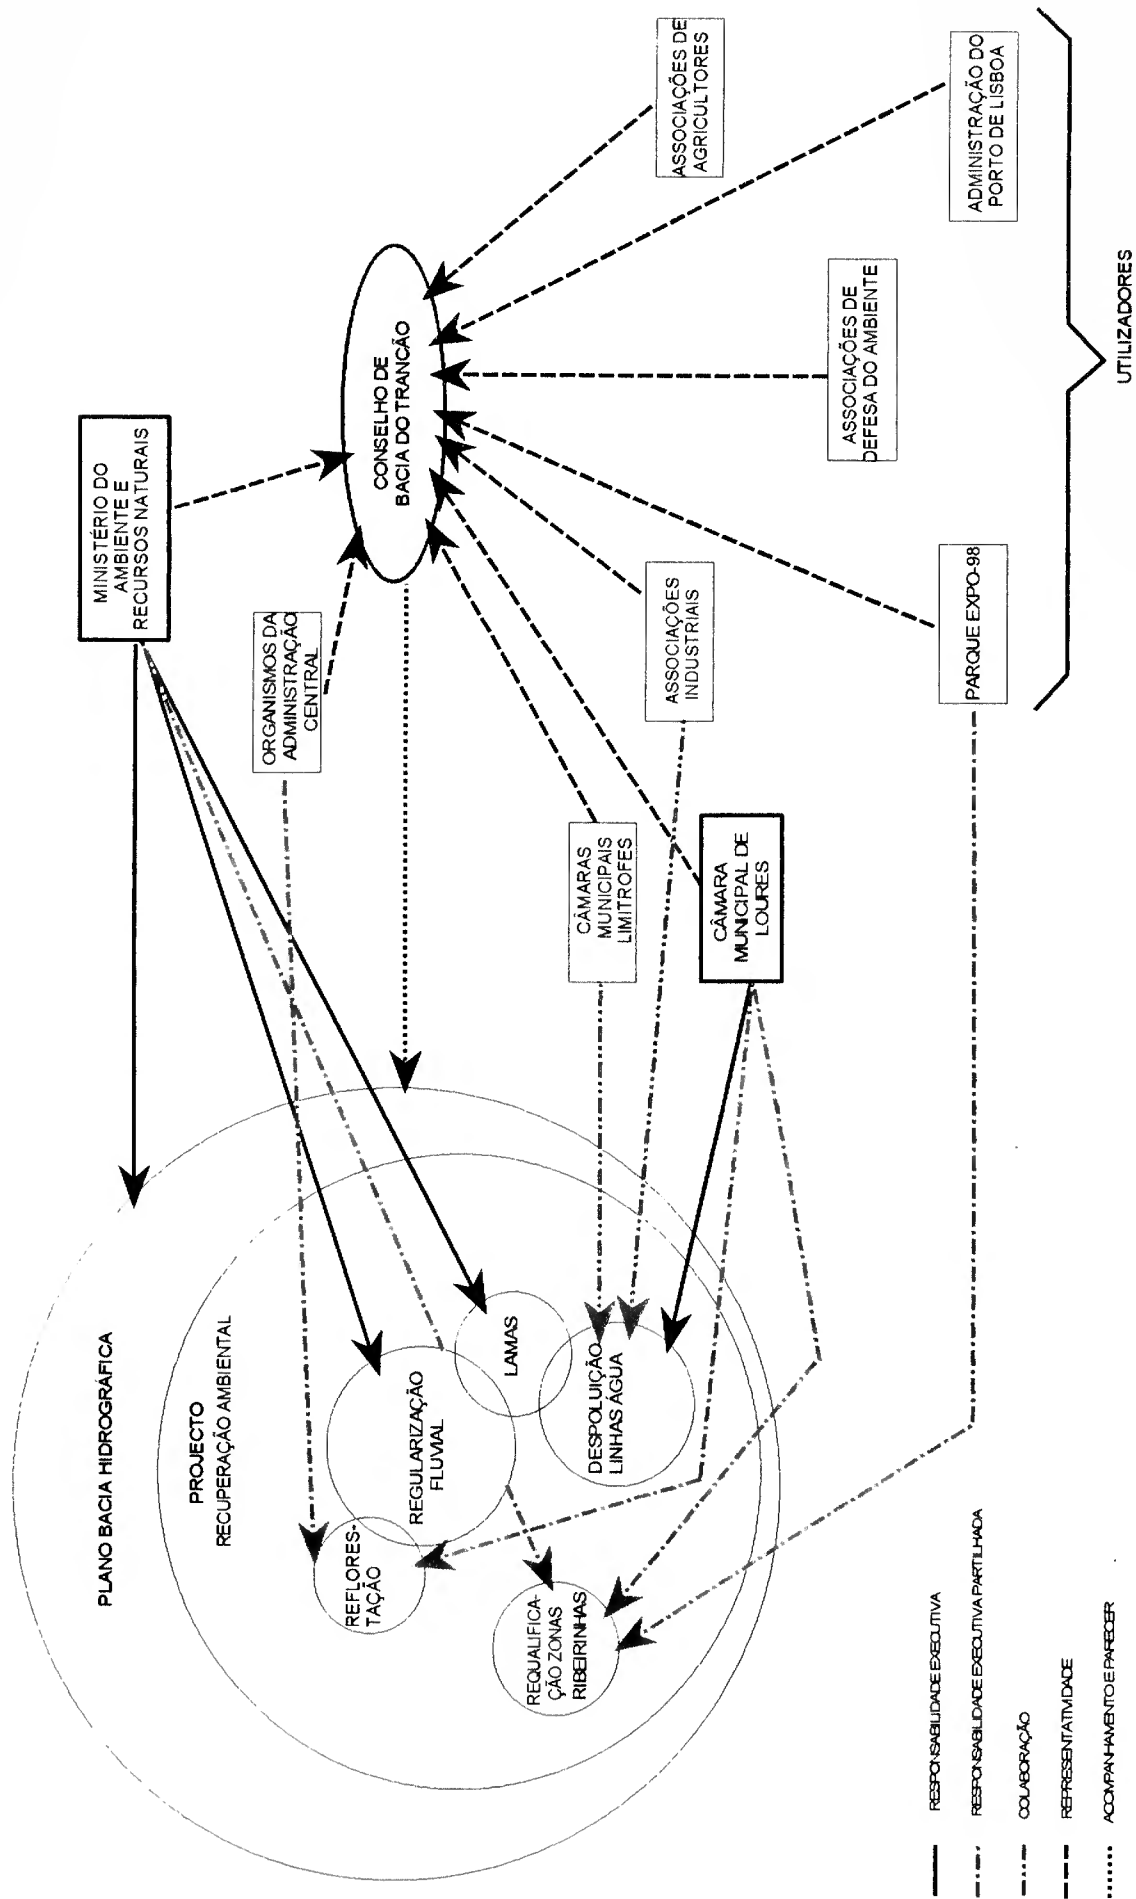 PLANO BACIA HIDROGRÁFICA
PROJECTO
RECUPERAÇÃO AMBIENTAL
REFLORES-
TAÇÃO
REGULARIZAÇÃO
FLUVIAL
LAMAS
REQUALIFICA-
ÇÃO ZONAS
RIBEIRINHAS
DESPOLUIÇÃO
LINHAS ÁGUA
MINISTÉRIO DO
AMBIENTE E
RECURSOS NATURAIS
ORGANISMOS DA
ADMINISTRAÇÃO
CENTRAL
CONSELHO DE
BACIA DO TRANCÃO
CÂMARAS
MUNICIPAIS
LIMITROFES
CÂMARA
MUNICIPAL DE
LOURES
ASSOCIAÇÕES
INDUSTRIAIS
PARQUE EXPO-98
ASSOCIAÇÕES DE
DEFESA DO AMBIENTE
ASSOCIAÇÕES DE
AGRICULTORES
ADMINISTRAÇÃO DO
PORTO DE LISBOA
UTILIZADORES
RESPONSABILIDADE EXECUTIVA
RESPONSABILIDADE EXECUTIVA PARTILHADA
COLABORAÇÃO
REPRESENTATIVIDADE
ACOMPANHAMENTO E PARECER